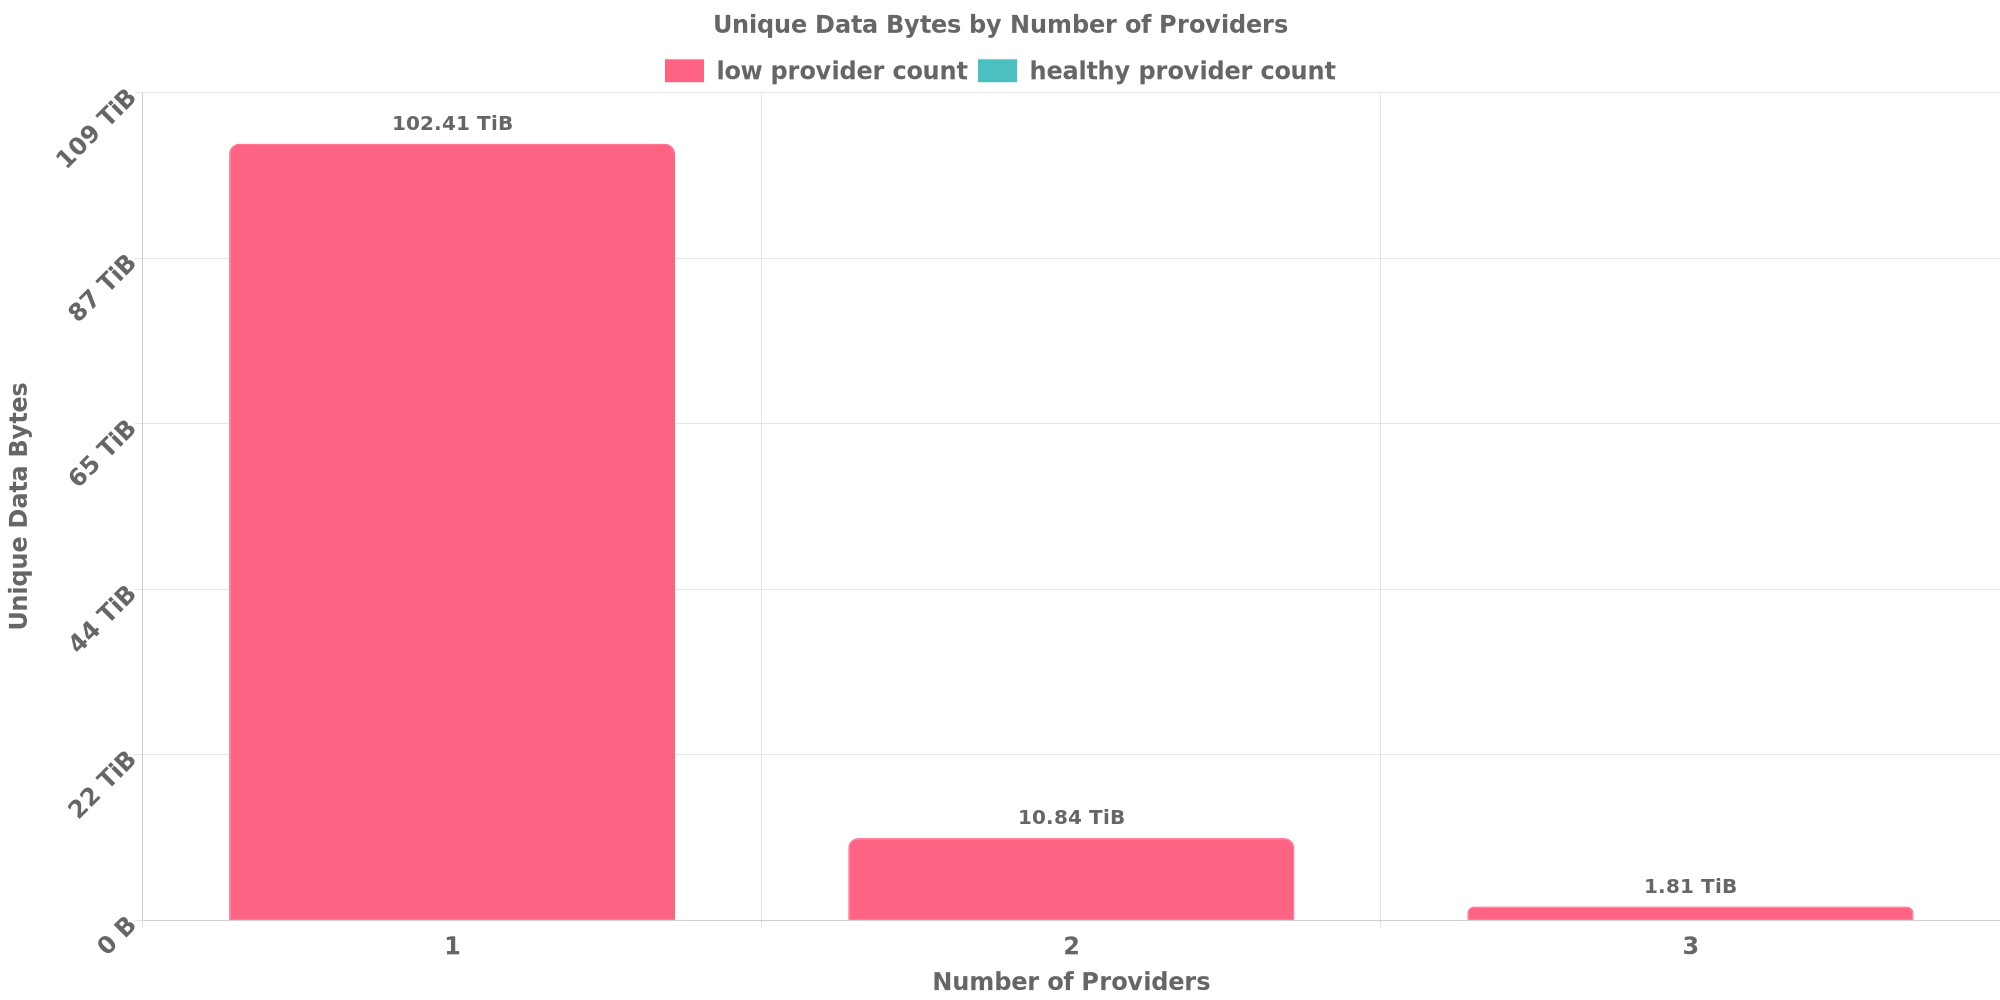 Unique Data Bytes by Number of Providers
low provider count healthy provider count
109 TiB
87 TiB
65 TiB
44 TiB
22 TiB
0 B
Unique Data Bytes
102.41 TiB
10.84 TiB
1.81 TiB
1 2 3
Number of Providers